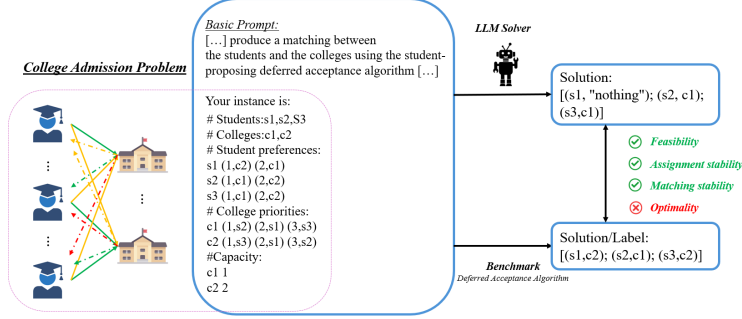 College Admission Problem
Basic Prompt:
[…] produce a matching between
the students and the colleges using the student-
proposing deferred acceptance algorithm […]
Your instance is:
# Students:s1,s2,S3
# Colleges:c1,c2
# Student preferences:
s1 (1,c2) (2,c1)
s2 (1,c1) (2,c2)
s3 (1,c1) (2,c2)
# College priorities:
c1 (1,s2) (2,s1) (3,s3)
c2 (1,s3) (2,s1) (3,s2)
#Capacity:
c1 1
c2 2
LLM Solver
Solution:
[(s1, "nothing"); (s2, c1);
(s3,c1)]
Feasibility
Assignment stability
Matching stability
Optimality
Benchmark
Deferred Acceptance Algorithm
Solution/Label:
[(s1,c2); (s2,c1); (s3,c2)]